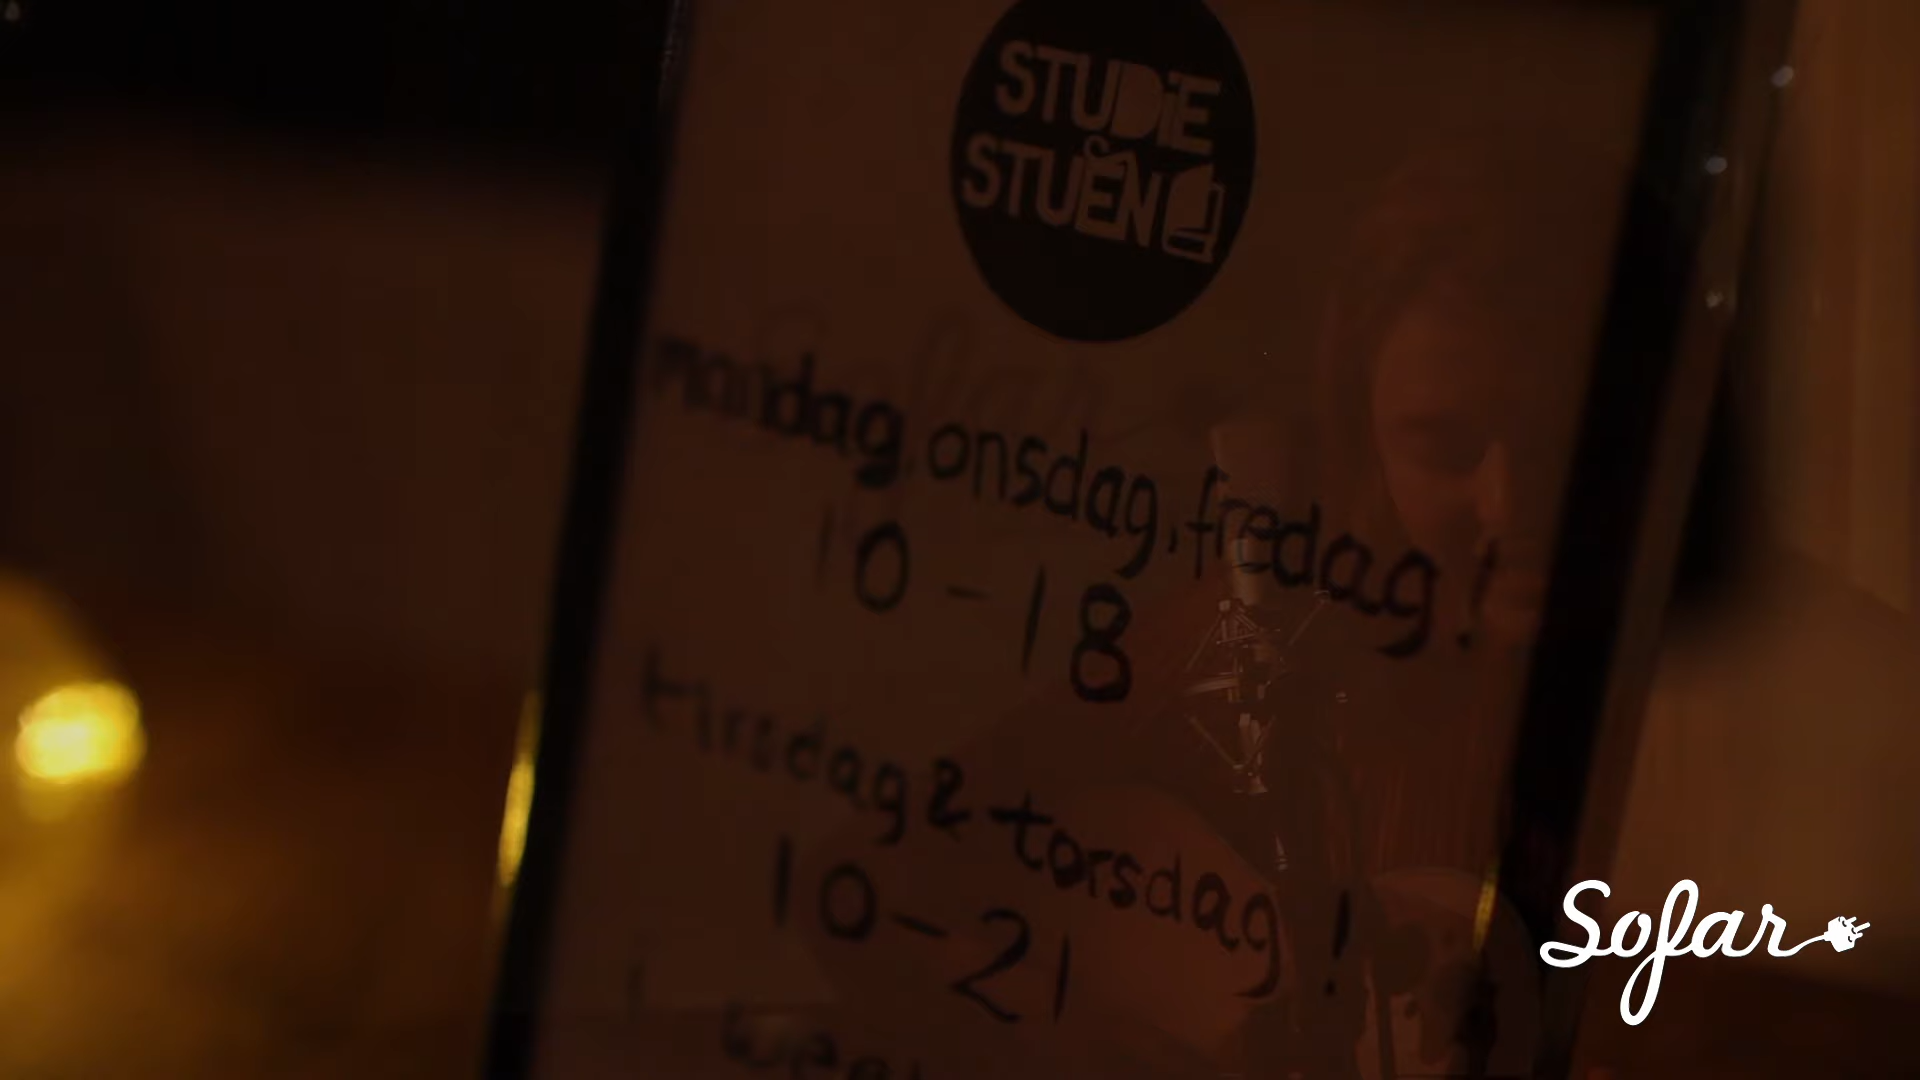 STUDiE
STUEN
mandag, onsdag, fredag!
10-18
tirsdag & torsdag!
10-21
Sofar